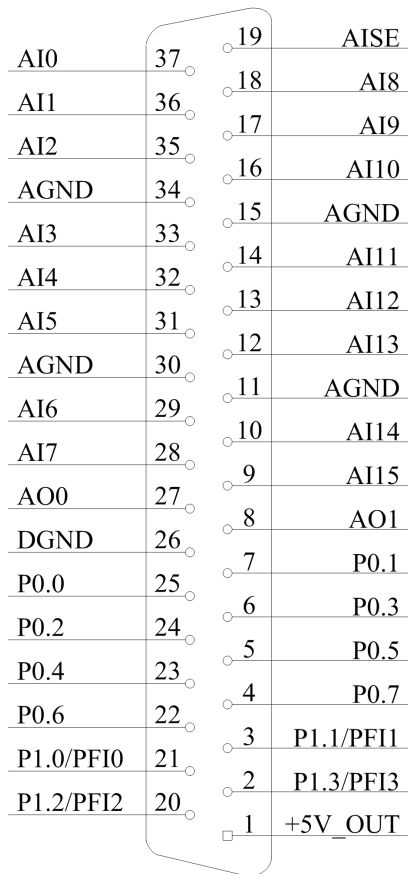 19 AISE
AI0 37
18 AI8
AI1 36
17 AI9
AI2 35
16 AI10
AGND 34
15 AGND
AI3 33
14 AI11
AI4 32
13 AI12
AI5 31
12 AI13
AGND 30
11 AGND
AI6 29
10 AI14
AI7 28
9 AI15
AO0 27
8 AO1
DGND 26
7 P0.1
P0.0 25
6 P0.3
P0.2 24
5 P0.5
P0.4 23
4 P0.7
P0.6 22
3 P1.1/PFI1
P1.0/PFI0 21
2 P1.3/PFI3
P1.2/PFI2 20
1 +5V_OUT